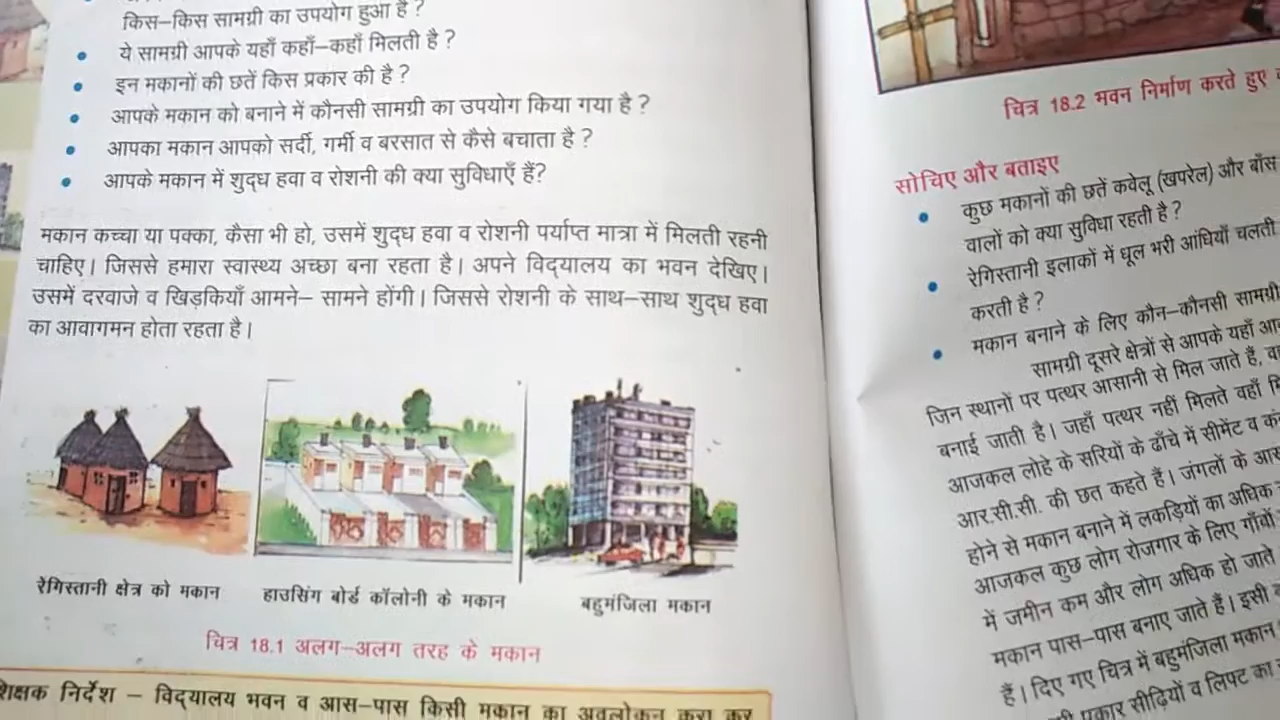 किस–किस सामग्री का उपयोग हुआ है ?
ये सामग्री आपके यहाँ कहाँ–कहाँ मिलती है ?
इन मकानों की छतें किस प्रकार की है ?
आपके मकान को बनाने में कौनसी सामग्री का उपयोग किया गया है ?
आपका मकान आपको सर्दी, गर्मी व बरसात से कैसे बचाता है ?
आपके मकान में शुद्ध हवा व रोशनी की क्या सुविधाएँ हैं?
मकान कच्चा या पक्का, कैसा भी हो, उसमें शुद्ध हवा व रोशनी पर्याप्त मात्रा में मिलती रहनी
चाहिए। जिससे हमारा स्वास्थ्य अच्छा बना रहता है। अपने विद्यालय का भवन देखिए।
उसमें दरवाजे व खिड़कियाँ आमने– सामने होंगी। जिससे रोशनी के साथ–साथ शुद्ध हवा
का आवागमन होता रहता है।
रेगिस्तानी क्षेत्र को मकान
हाउसिंग बोर्ड कॉलोनी के मकान
बहुमंजिला मकान
चित्र 18.1 अलग–अलग तरह के मकान
शिक्षक निर्देश – विद्यालय भवन व आस–पास किसी मकान का अवलोकन करा कर
चित्र 18.2 भवन निर्माण करते हुए
सोचिए और बताइए
कुछ मकानों की छतें कवेलू (खपरेल) और बाँस
वालों को क्या सुविधा रहती है ?
रेगिस्तानी इलाकों में धूल भरी आंधियाँ चलती
करती है ?
मकान बनाने के लिए कौन–कौनसी सामग्री
सामग्री दूसरे क्षेत्रों से आपके यहाँ
जिन स्थानों पर पत्थर आसानी से मिल जाते हैं,
बनाई जाती है। जहाँ पत्थर नहीं मिलते वहाँ
आजकल लोहे के सरियों के ढाँचे में सीमेंट व
आर.सी.सी. की छत कहते हैं। जंगलों के
होने से मकान बनाने में लकड़ियों का अधिक
आजकल कुछ लोग रोजगार के लिए गाँवों
में जमीन कम और लोग अधिक हो जाते
मकान पास–पास बनाए जाते हैं। इसी
हैं। दिए गए चित्र में बहुमंजिला मकान
प्रकार सीढ़ियों व लिफ्ट का